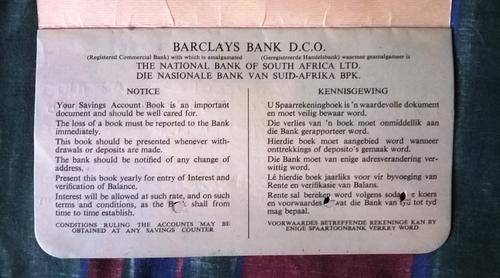 BARCLAYS BANK D.C.O.
(Registered Commercial Bank) with which is amalgamated (Geregistreerde Handelsbank) waarmee geamalgameer is
THE NATIONAL BANK OF SOUTH AFRICA LTD.
DIE NASIONALE BANK VAN SUID-AFRIKA BPK.
NOTICE
Your Savings Account Book is an important
document and should be well cared for.
The loss of a book must be reported to the Bank
immediately.
This book should be presented whenever with-
drawals or deposits are made.
The bank should be notified of any change of
address.
Present this book yearly for entry of Interest and
verification of Balance.
Interest will be allowed at such rate, and on such
terms and conditions, as the shall from
time to time establish.
CONDITIONS RULING THE ACCOUNTS MAY BE
OBTAINED AT ANY SAVINGS COUNTER
KENNISGEWING
U Spaarrekeningboek is 'n waardevolle dokument
en moet veilig bewaar word.
Die verlies van 'n boek moet onmiddellik aan
die Bank gerapporteer word.
Hierdie boek moet aangebied word wanneer
onttrekkings of deposito's gemaak word.
Die Bank moet van enige adresverandering ver-
wittig word.
Lê hierdie boek jaarliks voor vir byvoeging van
Rente en verifikasie van Balans.
Rente sal bereken word volgens koers
en voorwaardes wat die Bank van tyd tot tyd
mag bepaal.
VOORWAARDES BETREFFENDE REKENINGE KAN BY
ENIGE SPAARTOONBANK VERKRY WORD